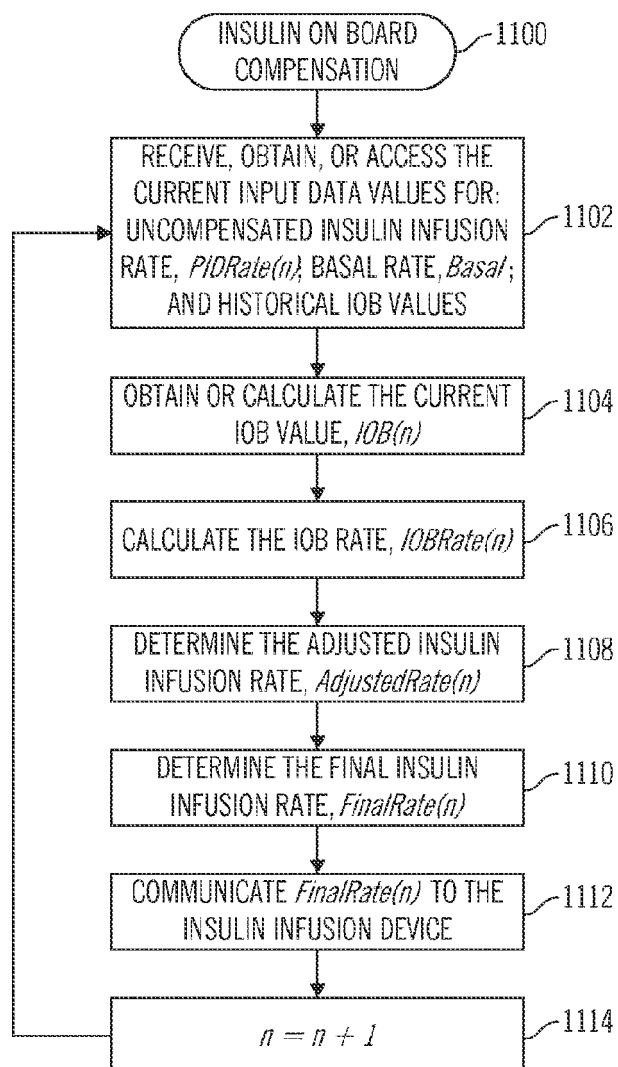 INSULIN ON BOARD
COMPENSATION
1100
RECEIVE, OBTAIN, OR ACCESS THE
CURRENT INPUT DATA VALUES FOR:
UNCOMPENSATED INSULIN INFUSION
RATE, PIDRate(n); BASAL RATE, Basal;
AND HISTORICAL IOB VALUES
1102
OBTAIN OR CALCULATE THE CURRENT
IOB VALUE, IOB(n)
1104
CALCULATE THE IOB RATE, IOBRate(n)
1106
DETERMINE THE ADJUSTED INSULIN
INFUSION RATE, AdjustedRate(n)
1108
DETERMINE THE FINAL INSULIN
INFUSION RATE, FinalRate(n)
1110
COMMUNICATE FinalRate(n) TO THE
INSULIN INFUSION DEVICE
1112
n = n + 1
1114